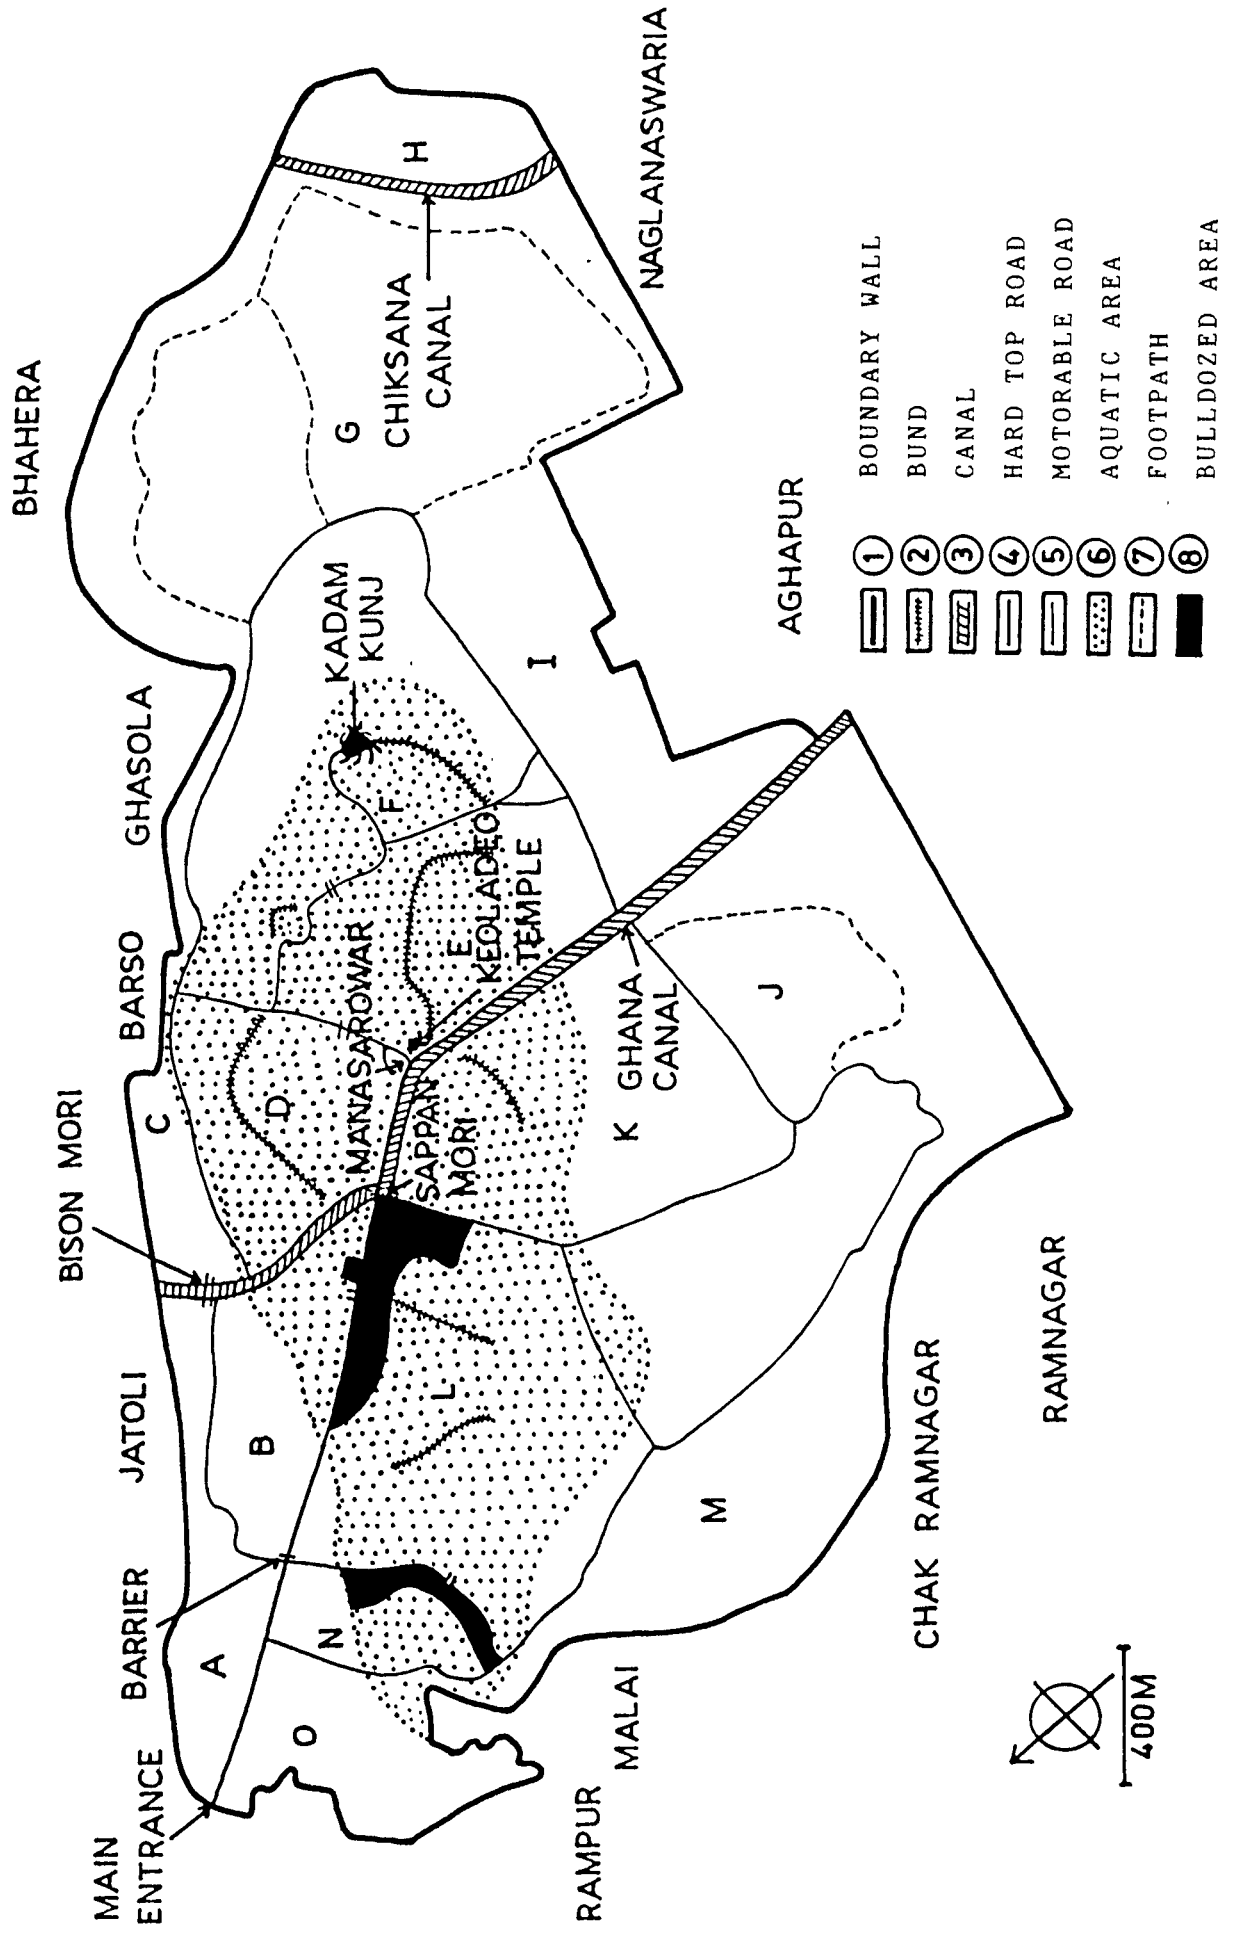 BHAHERA
GHASOLA
BARSO
BISON MORI
JATOLI
BARRIER
MAIN
ENTRANCE
A
B
C
D
E
F
G
H
I
J
K
L
M
N
O
KADAM
KUNJ
CHIKSANA
CANAL
MANASAROWAR
KEOLADEO
TEMPLE
SAPPAN
MORI
GHANA
CANAL
NAGLANASWARIA
AGHAPUR
RAMNAGAR
CHAK RAMNAGAR
MALAI
RAMPUR
400M
1 BOUNDARY WALL
2 BUND
3 CANAL
4 HARD TOP ROAD
5 MOTORABLE ROAD
6 AQUATIC AREA
7 FOOTPATH
8 BULLDOZED AREA